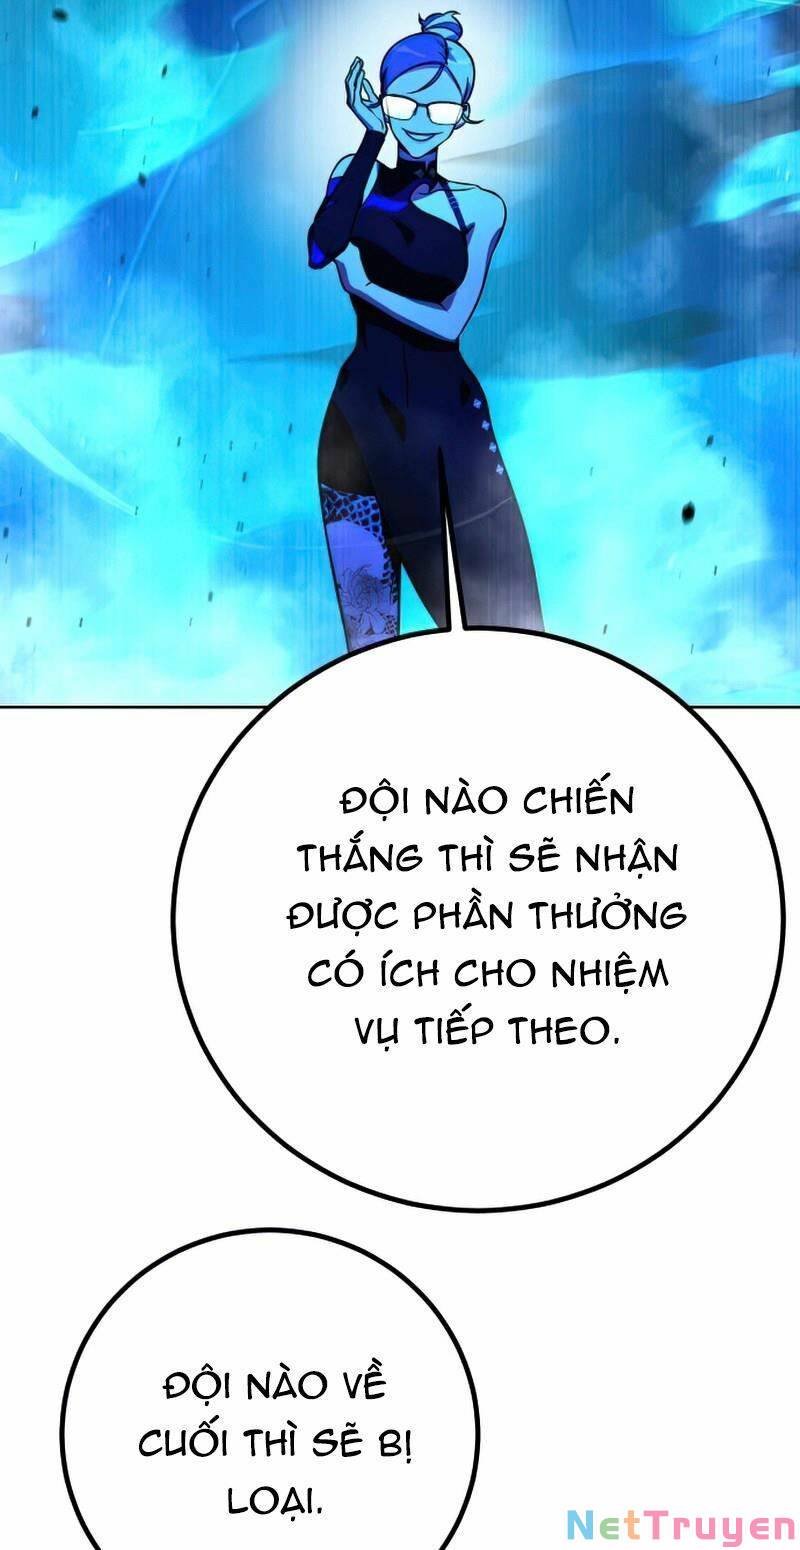 ĐỘI NÀO CHIẾN
THẮNG THÌ SẼ NHẬN
ĐƯỢC PHẦN THƯỞNG
CÓ ÍCH CHO NHIỆM
VỤ TIẾP THEO.
ĐỘI NÀO VỀ
CUỐI THÌ SẼ BỊ
LOẠI.
NetTruyen